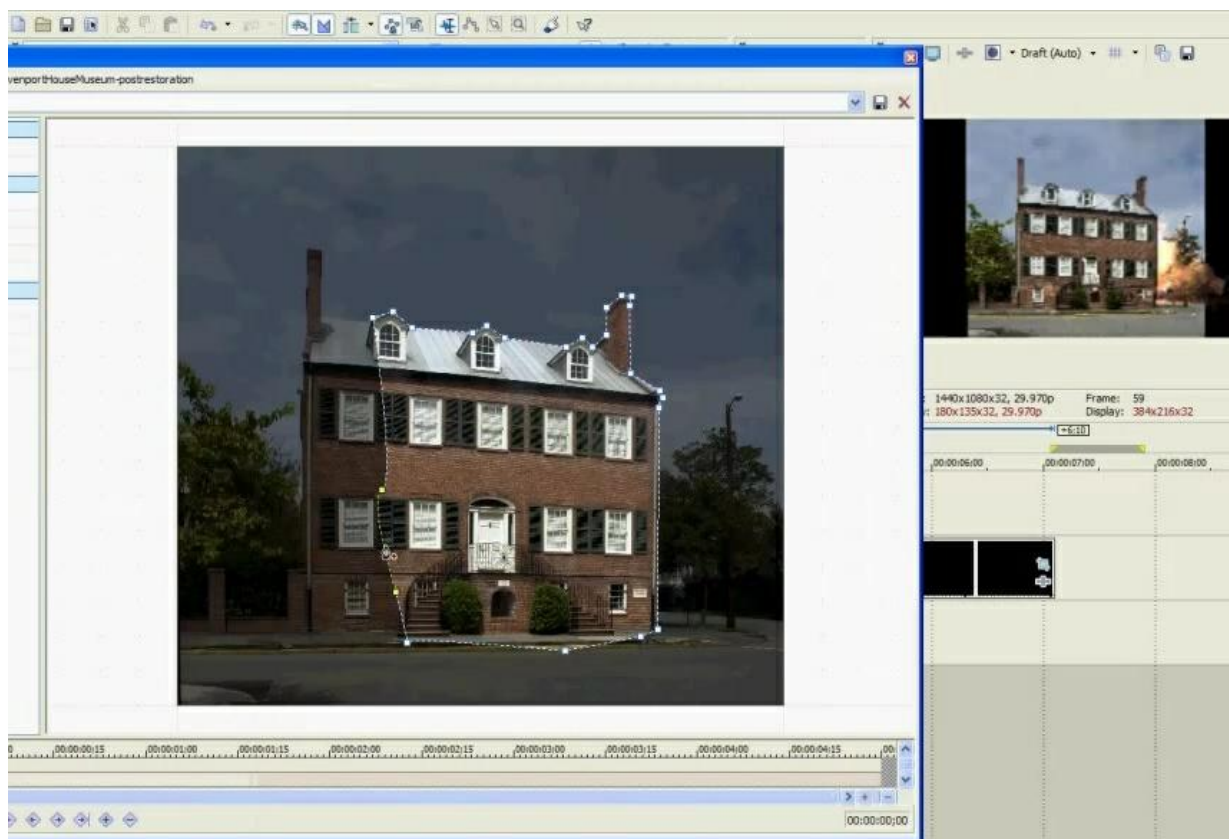 Draft (Auto)
venportHouseMuseum-postrestoration
1440x1080x32, 29.970p Frame: 59
180x135x32, 29.970p Display: 384x216x32
+6:10
00:00:06:00 00:00:07:00 00:00:08:00
00:00:00:15 00:00:01:00 00:00:01:15 00:00:02:00 00:00:02:15 00:00:03:00 00:00:03:15 00:00:04:00 00:00:04:15 00:
00:00:00;00